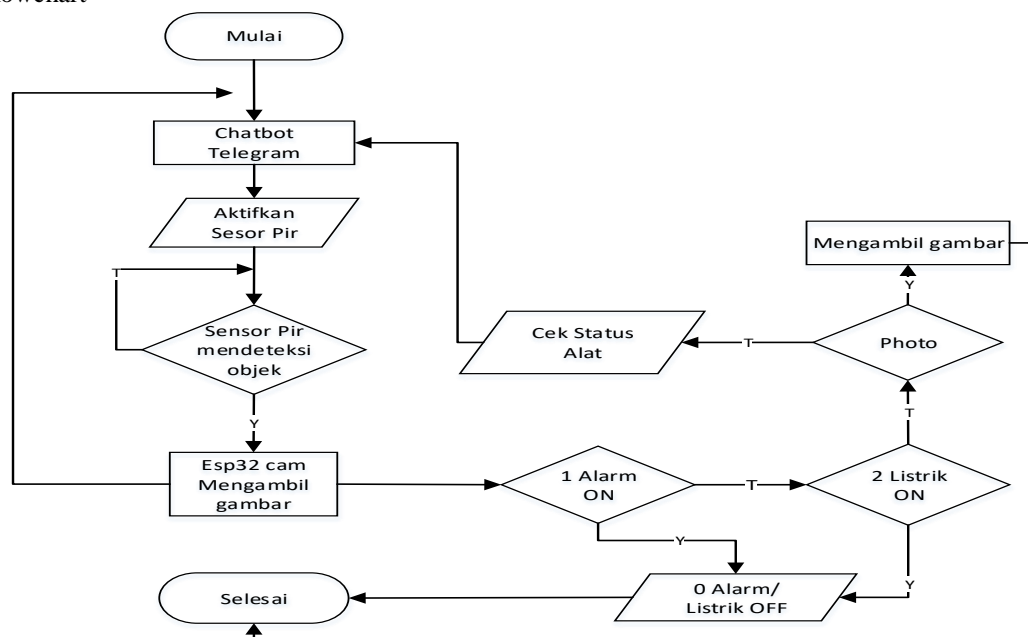 Mulai
Chatbot
Telegram
Aktifkan
Sesor Pir
T
Sensor Pir
mendeteksi
objek
Y
Esp32 cam
Mengambil
gambar
1 Alarm
ON
T
Y
2 Listrik
ON
T
Y
Photo
T
Y
Mengambil gambar
Cek Status
Alat
0 Alarm/
Listrik OFF
Selesai